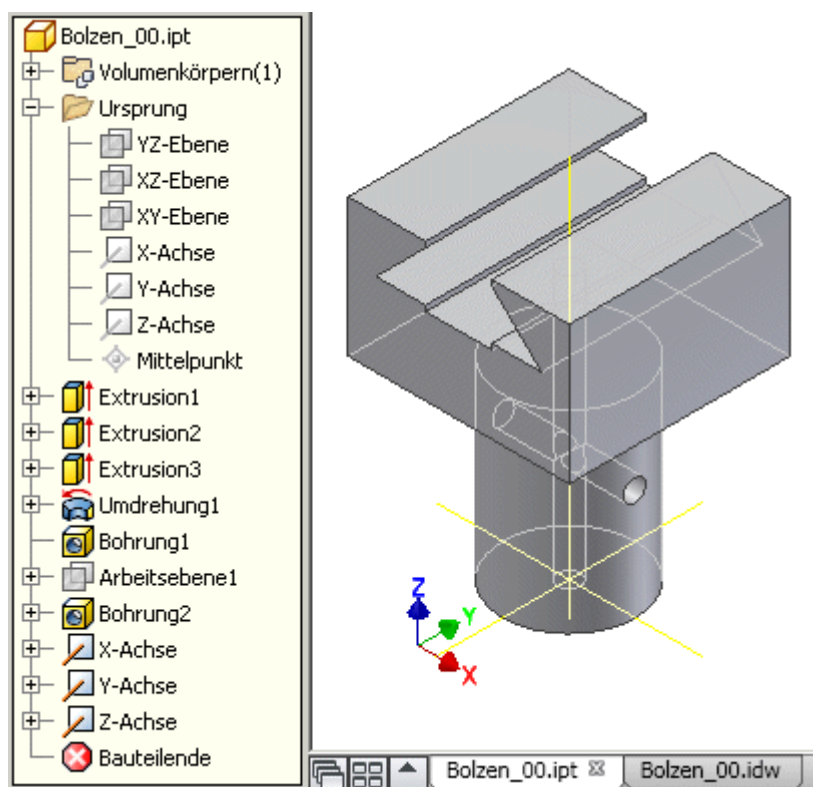 Bolzen_00.ipt
Volumenkörpern(1)
Ursprung
YZ-Ebene
XZ-Ebene
XY-Ebene
X-Achse
Y-Achse
Z-Achse
Mittelpunkt
Extrusion1
Extrusion2
Extrusion3
Umdrehung1
Bohrung1
Arbeitsebene1
Bohrung2
X-Achse
Y-Achse
Z-Achse
Bauteilende
Z
Y
X
Bolzen_00.ipt
Bolzen_00.idw